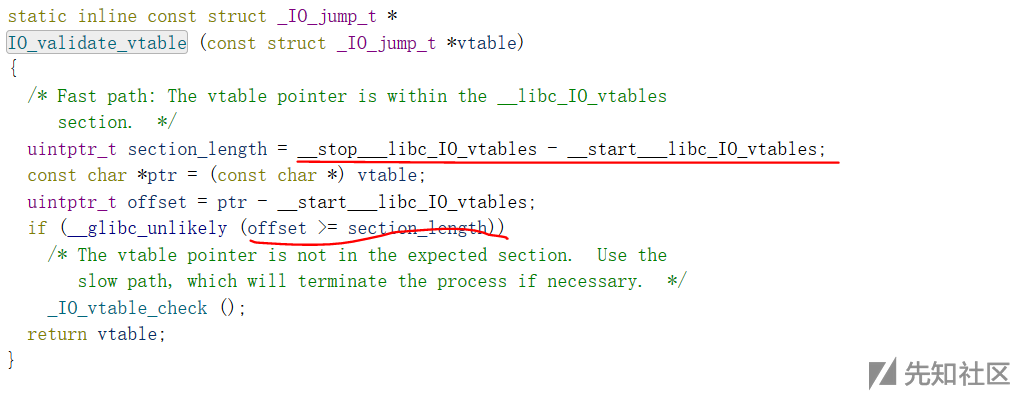 static inline const struct _IO_jump_t *
IO_validate_vtable (const struct _IO_jump_t *vtable)
{
  /* Fast path: The vtable pointer is within the __libc_IO_vtables
     section.  */
  uintptr_t section_length = __stop___libc_IO_vtables - __start___libc_IO_vtables;
  const char *ptr = (const char *) vtable;
  uintptr_t offset = ptr - __start___libc_IO_vtables;
  if (__glibc_unlikely (offset >= section_length))
    /* The vtable pointer is not in the expected section.  Use the
       slow path, which will terminate the process if necessary.  */
    _IO_vtable_check ();
  return vtable;
}
先知社区